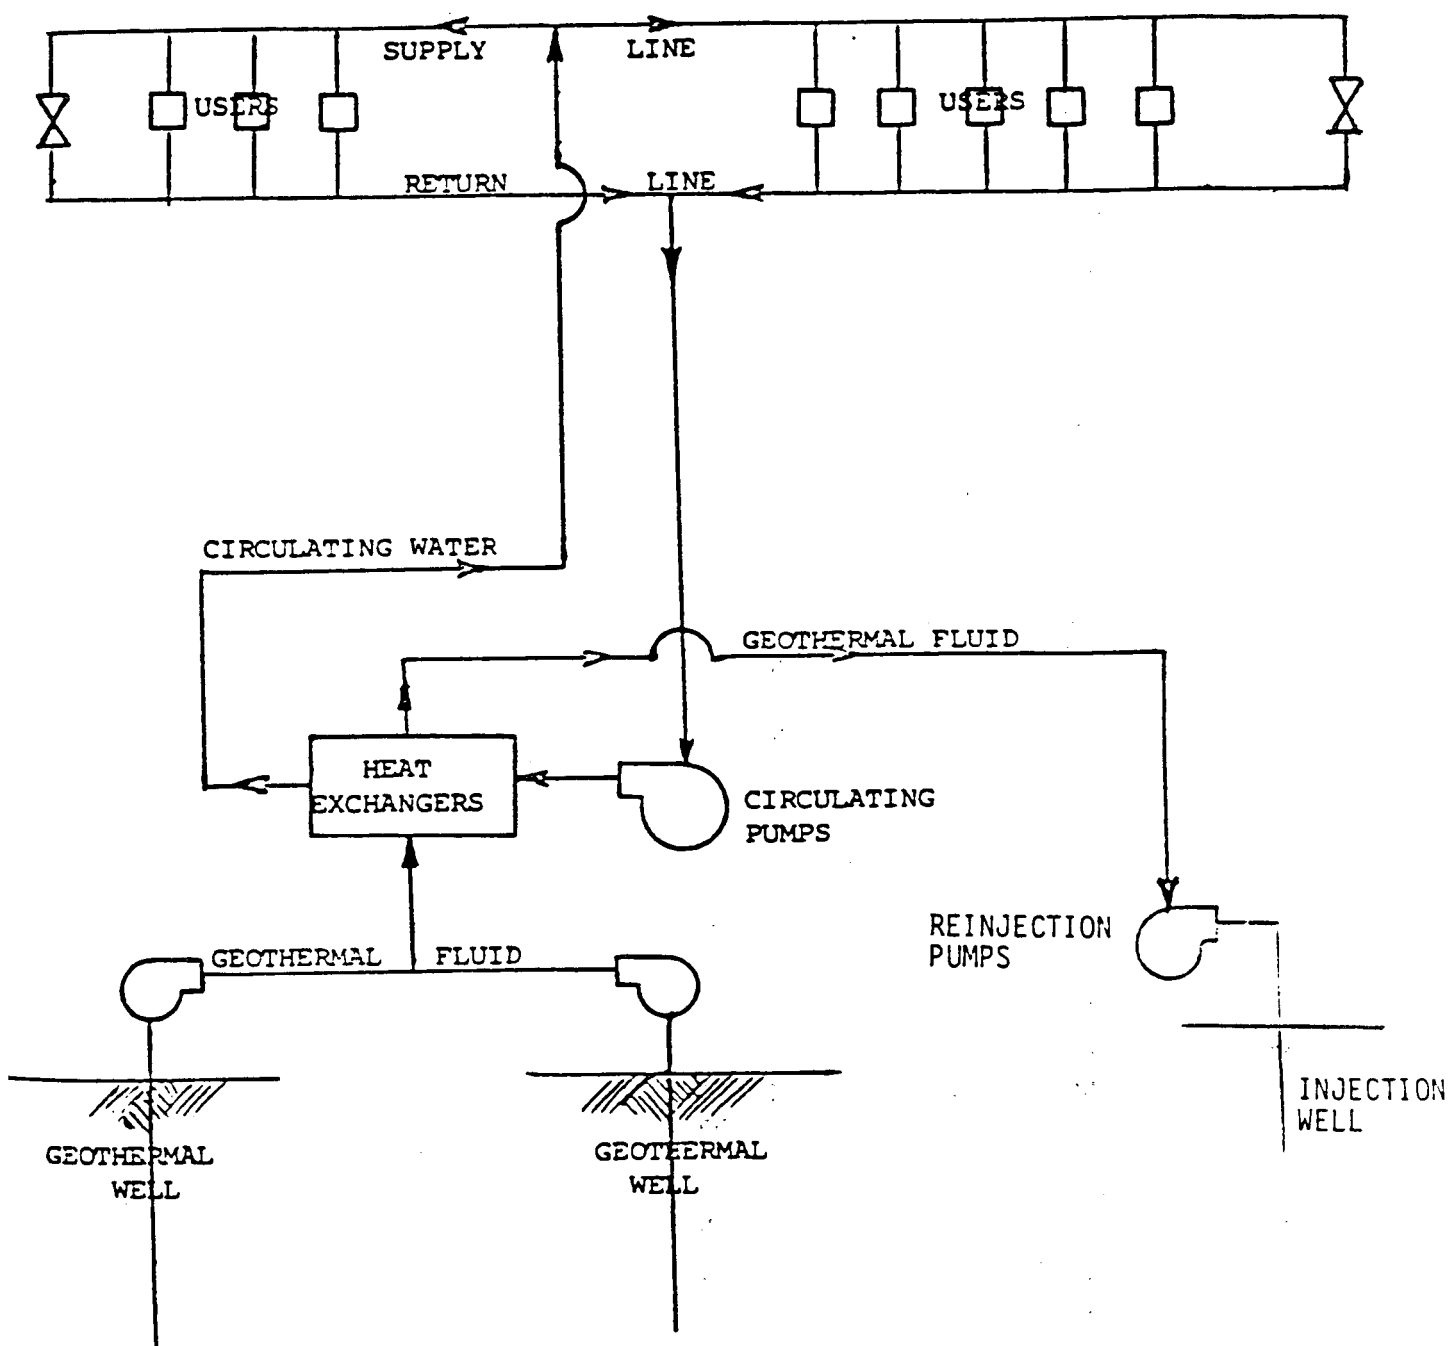 SUPPLY LINE
USERS
USERS
RETURN LINE
CIRCULATING WATER
GEOTHERMAL FLUID
HEAT
EXCHANGERS
CIRCULATING
PUMPS
REINJECTION
PUMPS
GEOTHERMAL FLUID
INJECTION
WELL
GEOTHERMAL
WELL
GEOTHERMAL
WELL